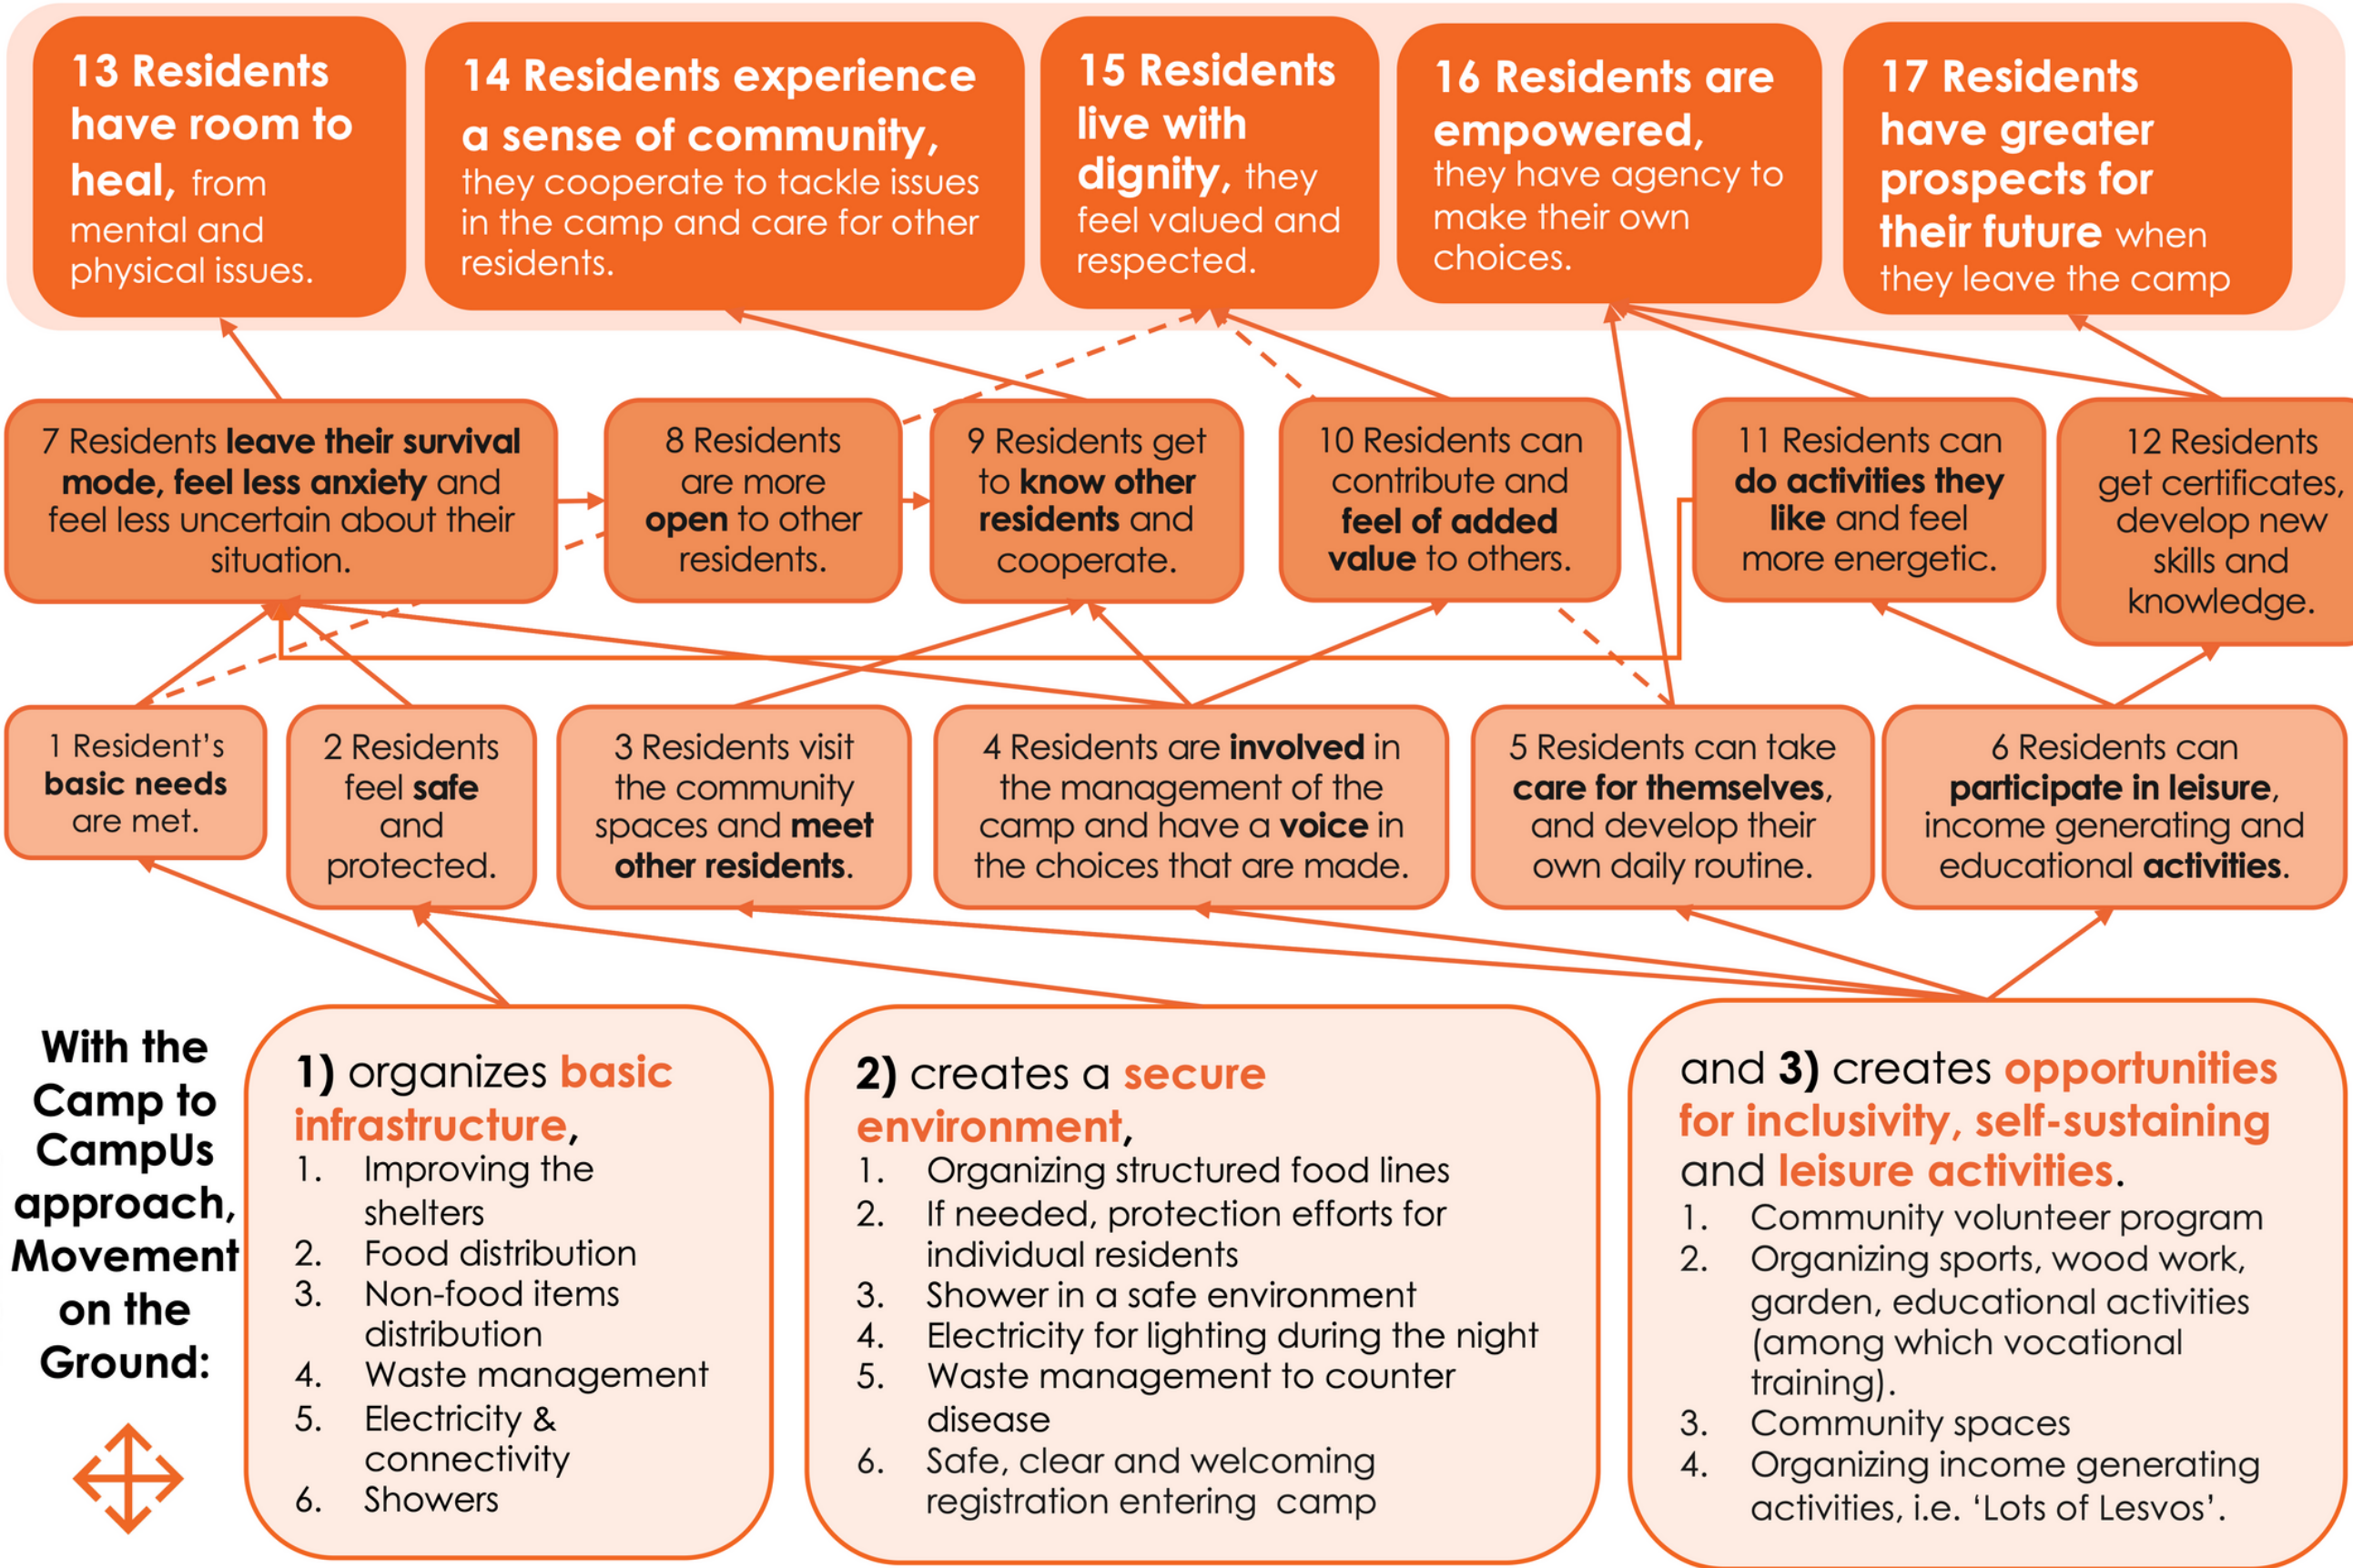 13 Residents
have room to
heal, from
mental and
physical issues.
14 Residents experience
a sense of community,
they cooperate to tackle issues
in the camp and care for other
residents.
15 Residents
live with
dignity, they
feel valued and
respected.
16 Residents are
empowered,
they have agency to
make their own
choices.
17 Residents
have greater
prospects for
their future when
they leave the camp
7 Residents leave their survival
mode, feel less anxiety and
feel less uncertain about their
situation.
8 Residents
are more
open to other
residents.
9 Residents get
to know other
residents and
cooperate.
10 Residents can
contribute and
feel of added
value to others.
11 Residents can
do activities they
like and feel
more energetic.
12 Residents
get certificates,
develop new
skills and
knowledge.
1 Resident's
basic needs
are met.
2 Residents
feel safe
and
protected.
3 Residents visit
the community
spaces and meet
other residents.
4 Residents are involved in
the management of the
camp and have a voice in
the choices that are made.
5 Residents can take
care for themselves,
and develop their
own daily routine.
6 Residents can
participate in leisure,
income generating and
educational activities.
With the
Camp to
CampUs
approach,
Movement
on the
Ground:
1) organizes basic
infrastructure,
1. Improving the
shelters
2. Food distribution
3. Non-food items
distribution
4. Waste management
5. Electricity &
connectivity
6. Showers
2) creates a secure
environment,
1. Organizing structured food lines
2. If needed, protection efforts for
individual residents
3. Shower in a safe environment
4. Electricity for lighting during the night
5. Waste management to counter
disease
6. Safe, clear and welcoming
registration entering camp
and 3) creates opportunities
for inclusivity, self-sustaining
and leisure activities.
1. Community volunteer program
2. Organizing sports, wood work,
garden, educational activities
(among which vocational
training).
3. Community spaces
4. Organizing income generating
activities, i.e. 'Lots of Lesvos'.